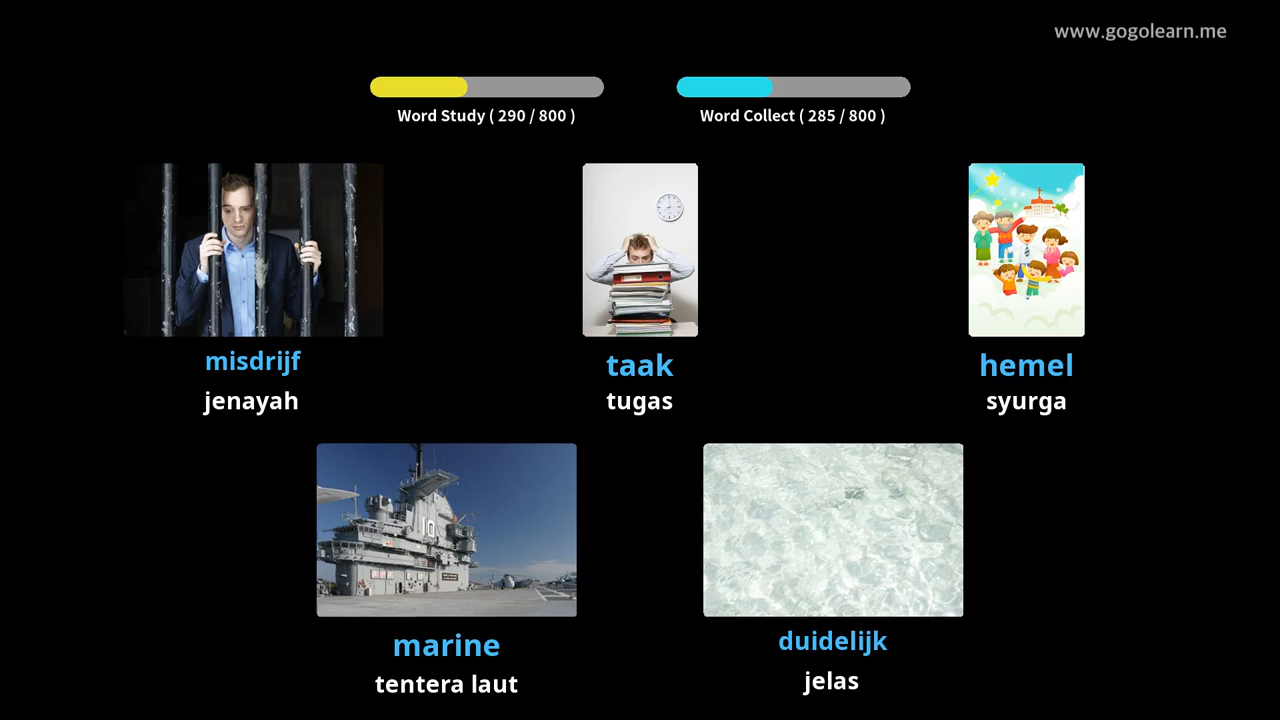 www.gogolearn.me
Word Study ( 290 / 800 )
Word Collect ( 285 / 800 )
misdrijf
jenayah
taak
tugas
hemel
syurga
10
marine
tentera laut
duidelijk
jelas